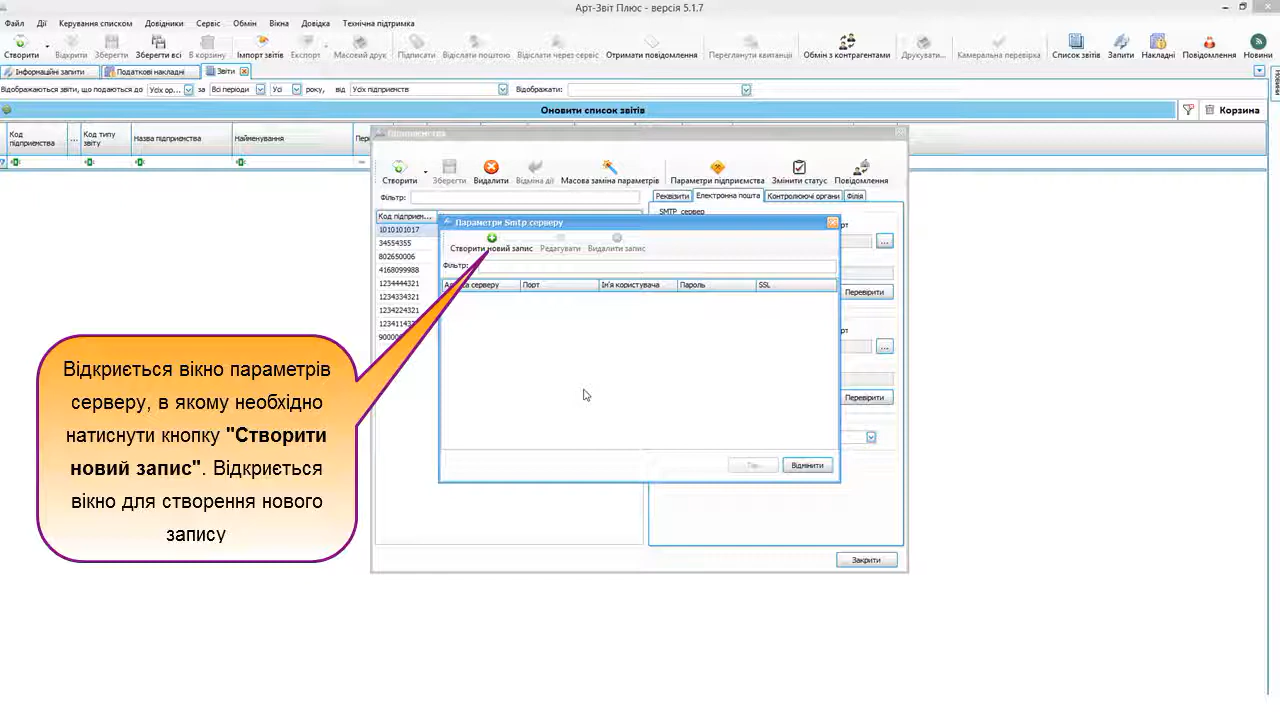 Арт-Звіт Плюс - версія 5.1.7
Файл Дії Керування списком Довідники Сервіс Обмін Вікна Довідка Технічна підтримка
Створити Відкрити Зберегти Зберегти всі В корзину Імпорт звітів Експорт Масовий друк Підписати Відіслати поштою Відіслати через сервіс Отримати повідомлення Переглянути квитанції Обмін з контрагентами Друкувати... Камеральна перевірка Список звітів Запити Накладні Повідомлення Новини
Інформаційні запити Податкові накладні Звіти
Відображаються звіти, що подаються до Усіх ор... за Всі періоди Усі року, від Усіх підприємств Відображати:
Оновити список звітів Корзина
Код підприємства ... Код типу звіту Назва підприємства Найменування Пер
Підприємства
Створити Зберегти Видалити Відміна дії Масова заміна параметрів Параметри підприємства Змінити статус Повідомлення
Фільтр: Реквізити Електронна пошта Контролюючі органи Філія
SMTP сервер
Код підприєм...
1010101017
34554355
802650006
4168099988
1234444321
1234334321
1234224321
12341143
90000
рт
...
Перевірити
рт
...
Перевірити
Закрити
Параметри Smtp серверу
Створити новий запис Редагувати Видалити запис
Фільтр:
серверу Порт Ім'я користувача Пароль SSL
Відмінити
Відкриється вікно параметрів
серверу, в якому необхідно
натиснути кнопку "Створити
новий запис". Відкриється
вікно для створення нового
запису